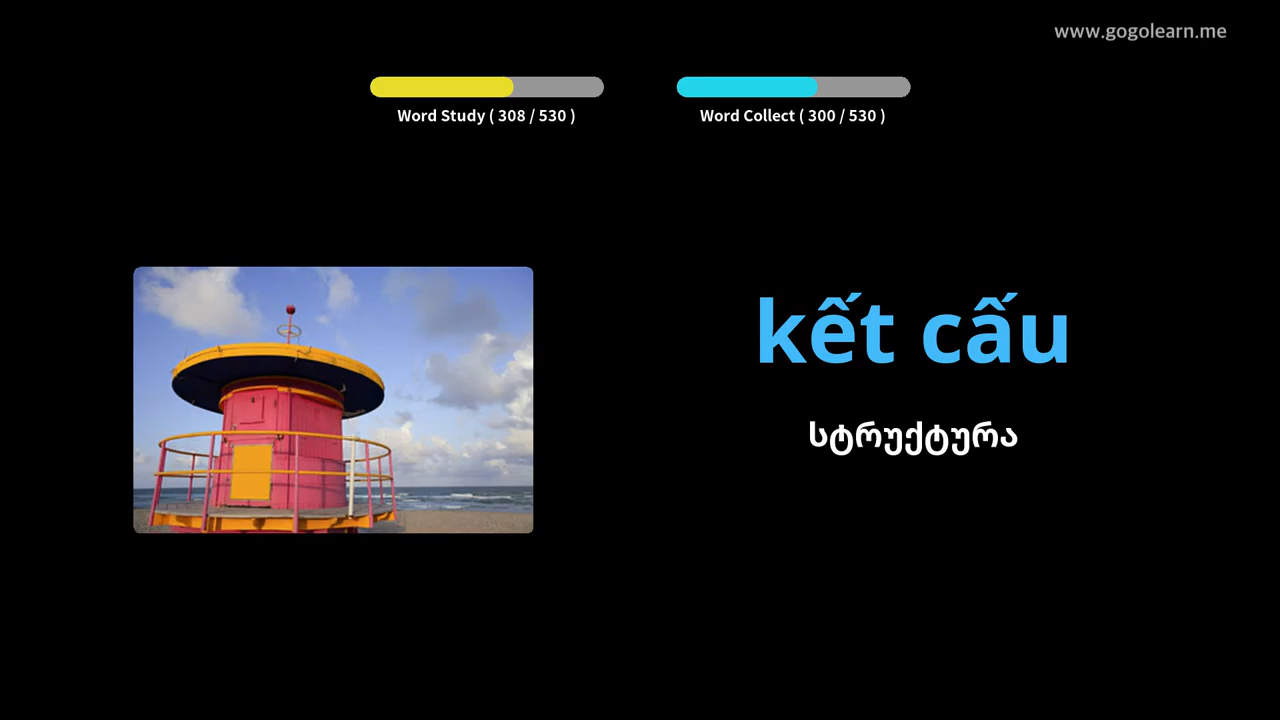 www.gogolearn.me
Word Study ( 308 / 530 )
Word Collect ( 300 / 530 )
kết cấu
სტრუქტურა